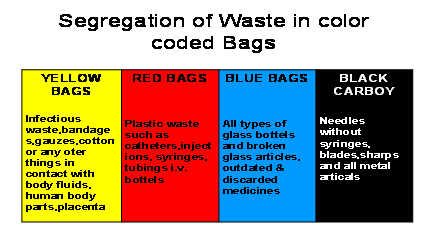 Segregation of Waste in color
coded Bags
YELLOW
BAGS
Infectious
waste,bandage
s,gauzes,cotton
or any oter
things in
contact with
body fluids,
human body
parts,placenta
RED BAGS
Plastic waste
such as
catheters,inject
ions, syringes,
tubings i.v.
bottels
BLUE BAGS
All types of
glass bottels
and broken
glass articles,
outdated &
discarded
medicines
BLACK
CARBOY
Needles
without
syringes,
blades,sharps
and all metal
articals